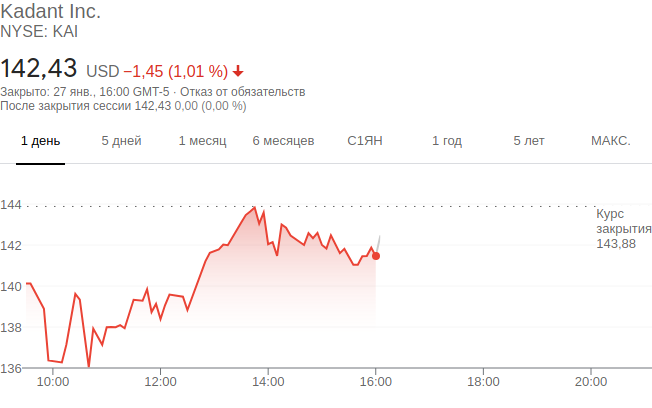 Kadant Inc.
NYSE: KAI
142,43 USD −1,45 (1,01 %)
Закрыто: 27 янв., 16:00 GMT-5 · Отказ от обязательств
После закрытия сессии 142,43 0,00 (0,00 %)
1 день 5 дней 1 месяц 6 месяцев С1ЯН 1 год 5 лет МАКС.
144
Курс
закрытия
143,88
142
140
138
136
10:00 12:00 14:00 16:00 18:00 20:00